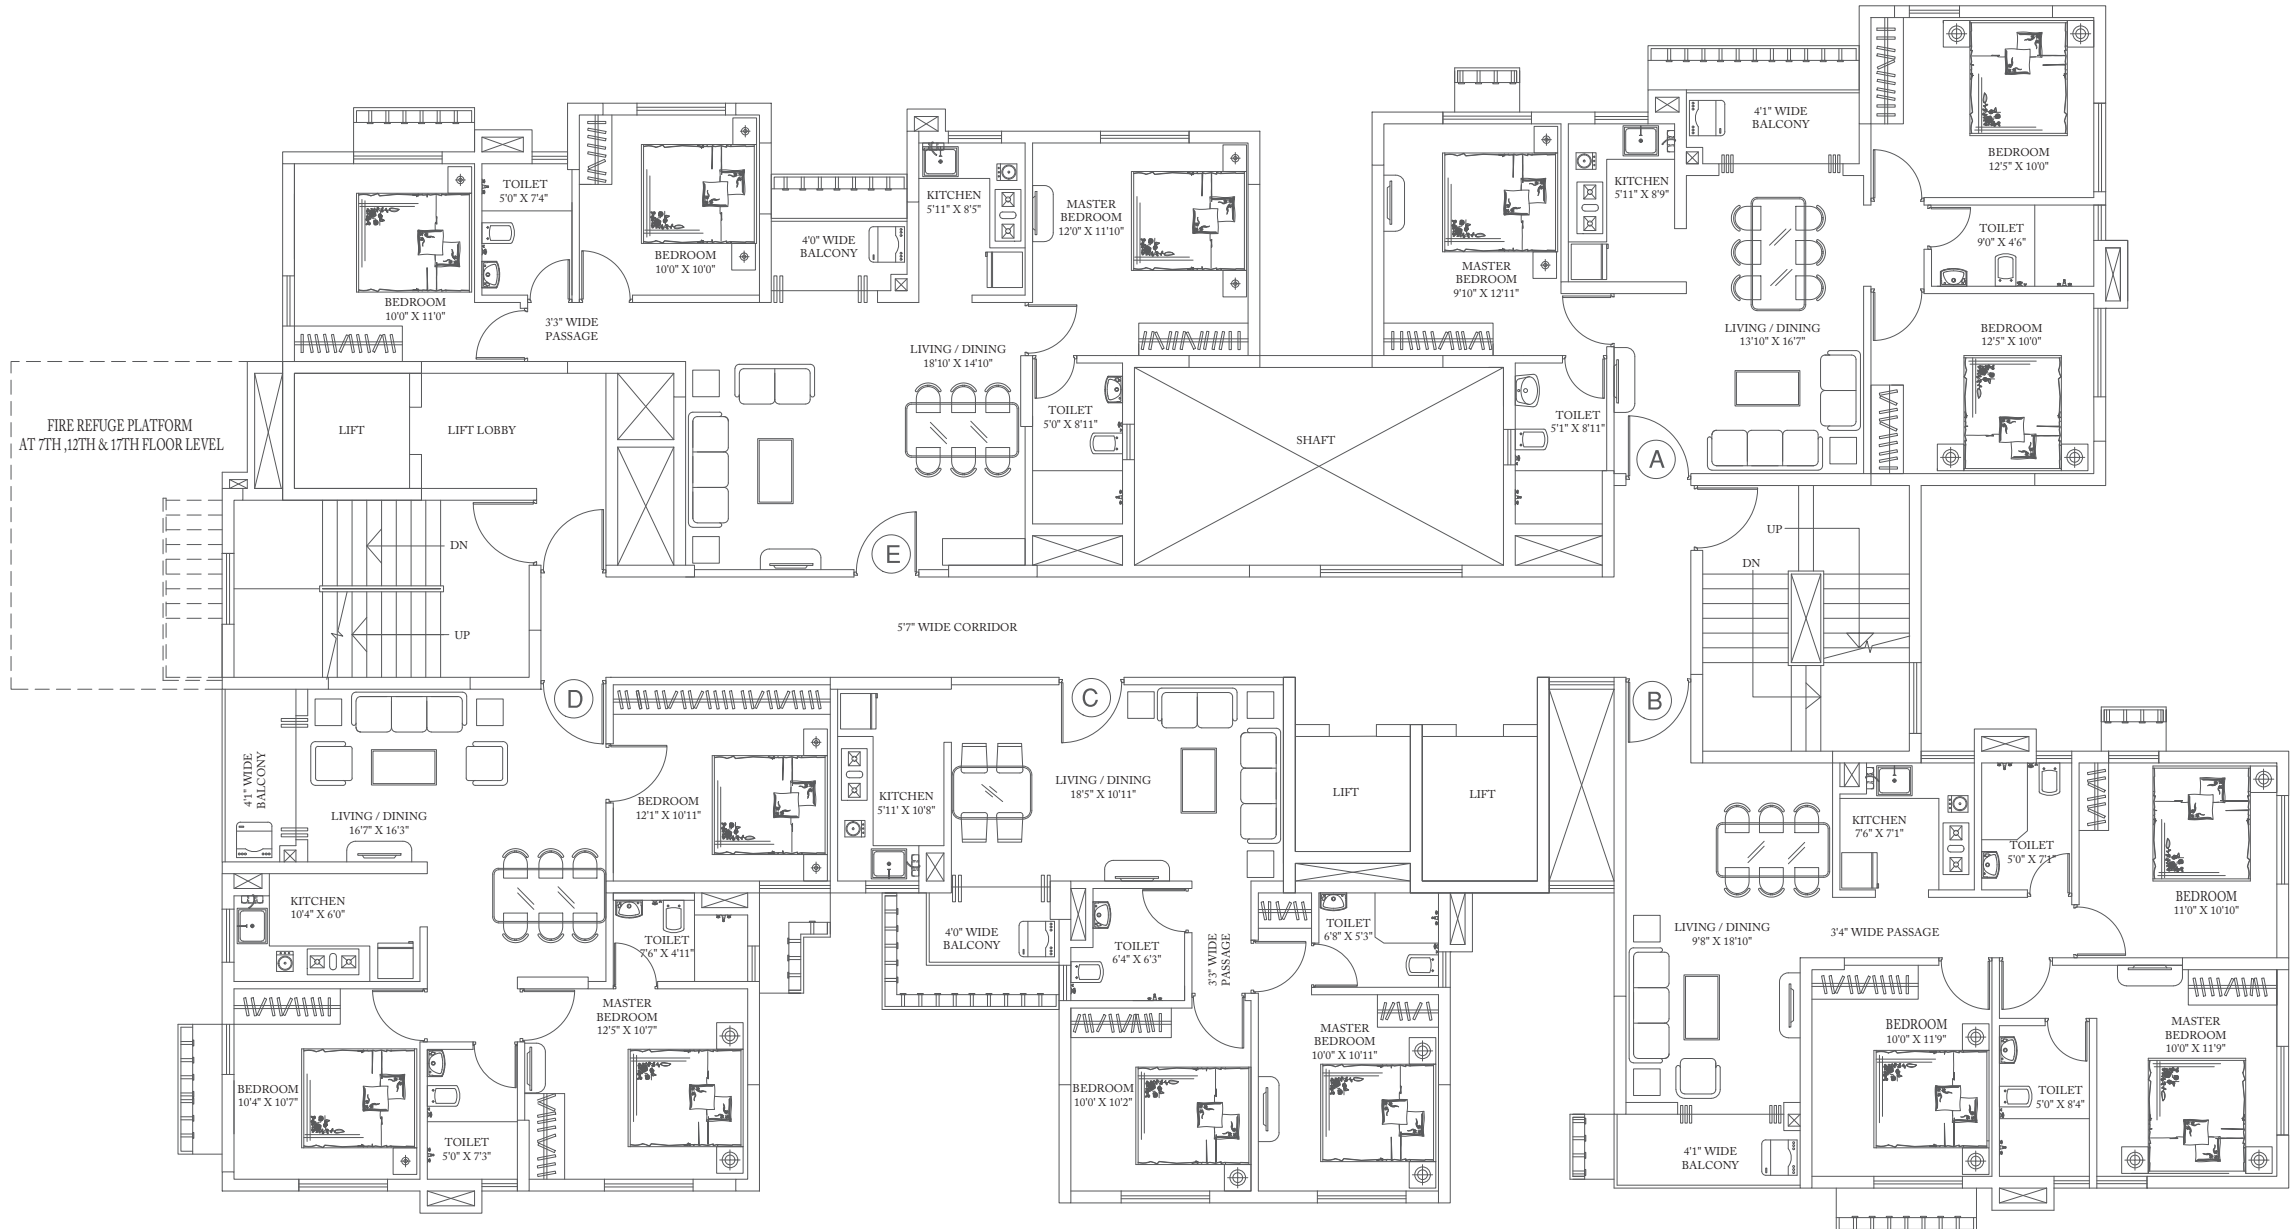 BEDROOM
10'0" X 11'0"
TOILET
5'0" X 7'4"
3'3" WIDE
PASSAGE
BEDROOM
10'0" X 10'0"
4'0" WIDE
BALCONY
KITCHEN
5'11" X 8'5"
MASTER
BEDROOM
12'0" X 11'10"
LIVING / DINING
18'10' X 14'10"
TOILET
5'0" X 8'11"
E
SHAFT
MASTER
BEDROOM
9'10" X 12'11"
KITCHEN
5'11" X 8'9"
4'1" WIDE
BALCONY
BEDROOM
12'5" X 10'0"
TOILET
9'0" X 4'6"
LIVING / DINING
13'10" X 16'7"
BEDROOM
12'5" X 10'0"
TOILET
5'1" X 8'11"
A
FIRE REFUGE PLATFORM
AT 7TH ,12TH & 17TH FLOOR LEVEL
LIFT
LIFT LOBBY
DN
UP
5'7" WIDE CORRIDOR
UP
DN
D
4'1" WIDE
BALCONY
LIVING / DINING
16'7" X 16'3"
KITCHEN
10'4" X 6'0"
BEDROOM
12'1" X 10'11"
TOILET
7'6" X 4'11"
MASTER
BEDROOM
12'5" X 10'7"
BEDROOM
10'4" X 10'7"
TOILET
5'0" X 7'3"
C
KITCHEN
5'11' X 10'8"
LIVING / DINING
18'5" X 10'11"
4'0" WIDE
BALCONY
TOILET
6'4" X 6'3"
3'3" WIDE
PASSAGE
TOILET
6'8" X 5'3"
BEDROOM
10'0' X 10'2"
MASTER
BEDROOM
10'0" X 10'11"
LIFT
LIFT
B
KITCHEN
7'6" X 7'1"
TOILET
5'0" X 7'1"
BEDROOM
11'0" X 10'10"
LIVING / DINING
9'8" X 18'10"
3'4" WIDE PASSAGE
BEDROOM
10'0" X 11'9"
TOILET
5'0" X 8'4"
MASTER
BEDROOM
10'0" X 11'9"
4'1" WIDE
BALCONY